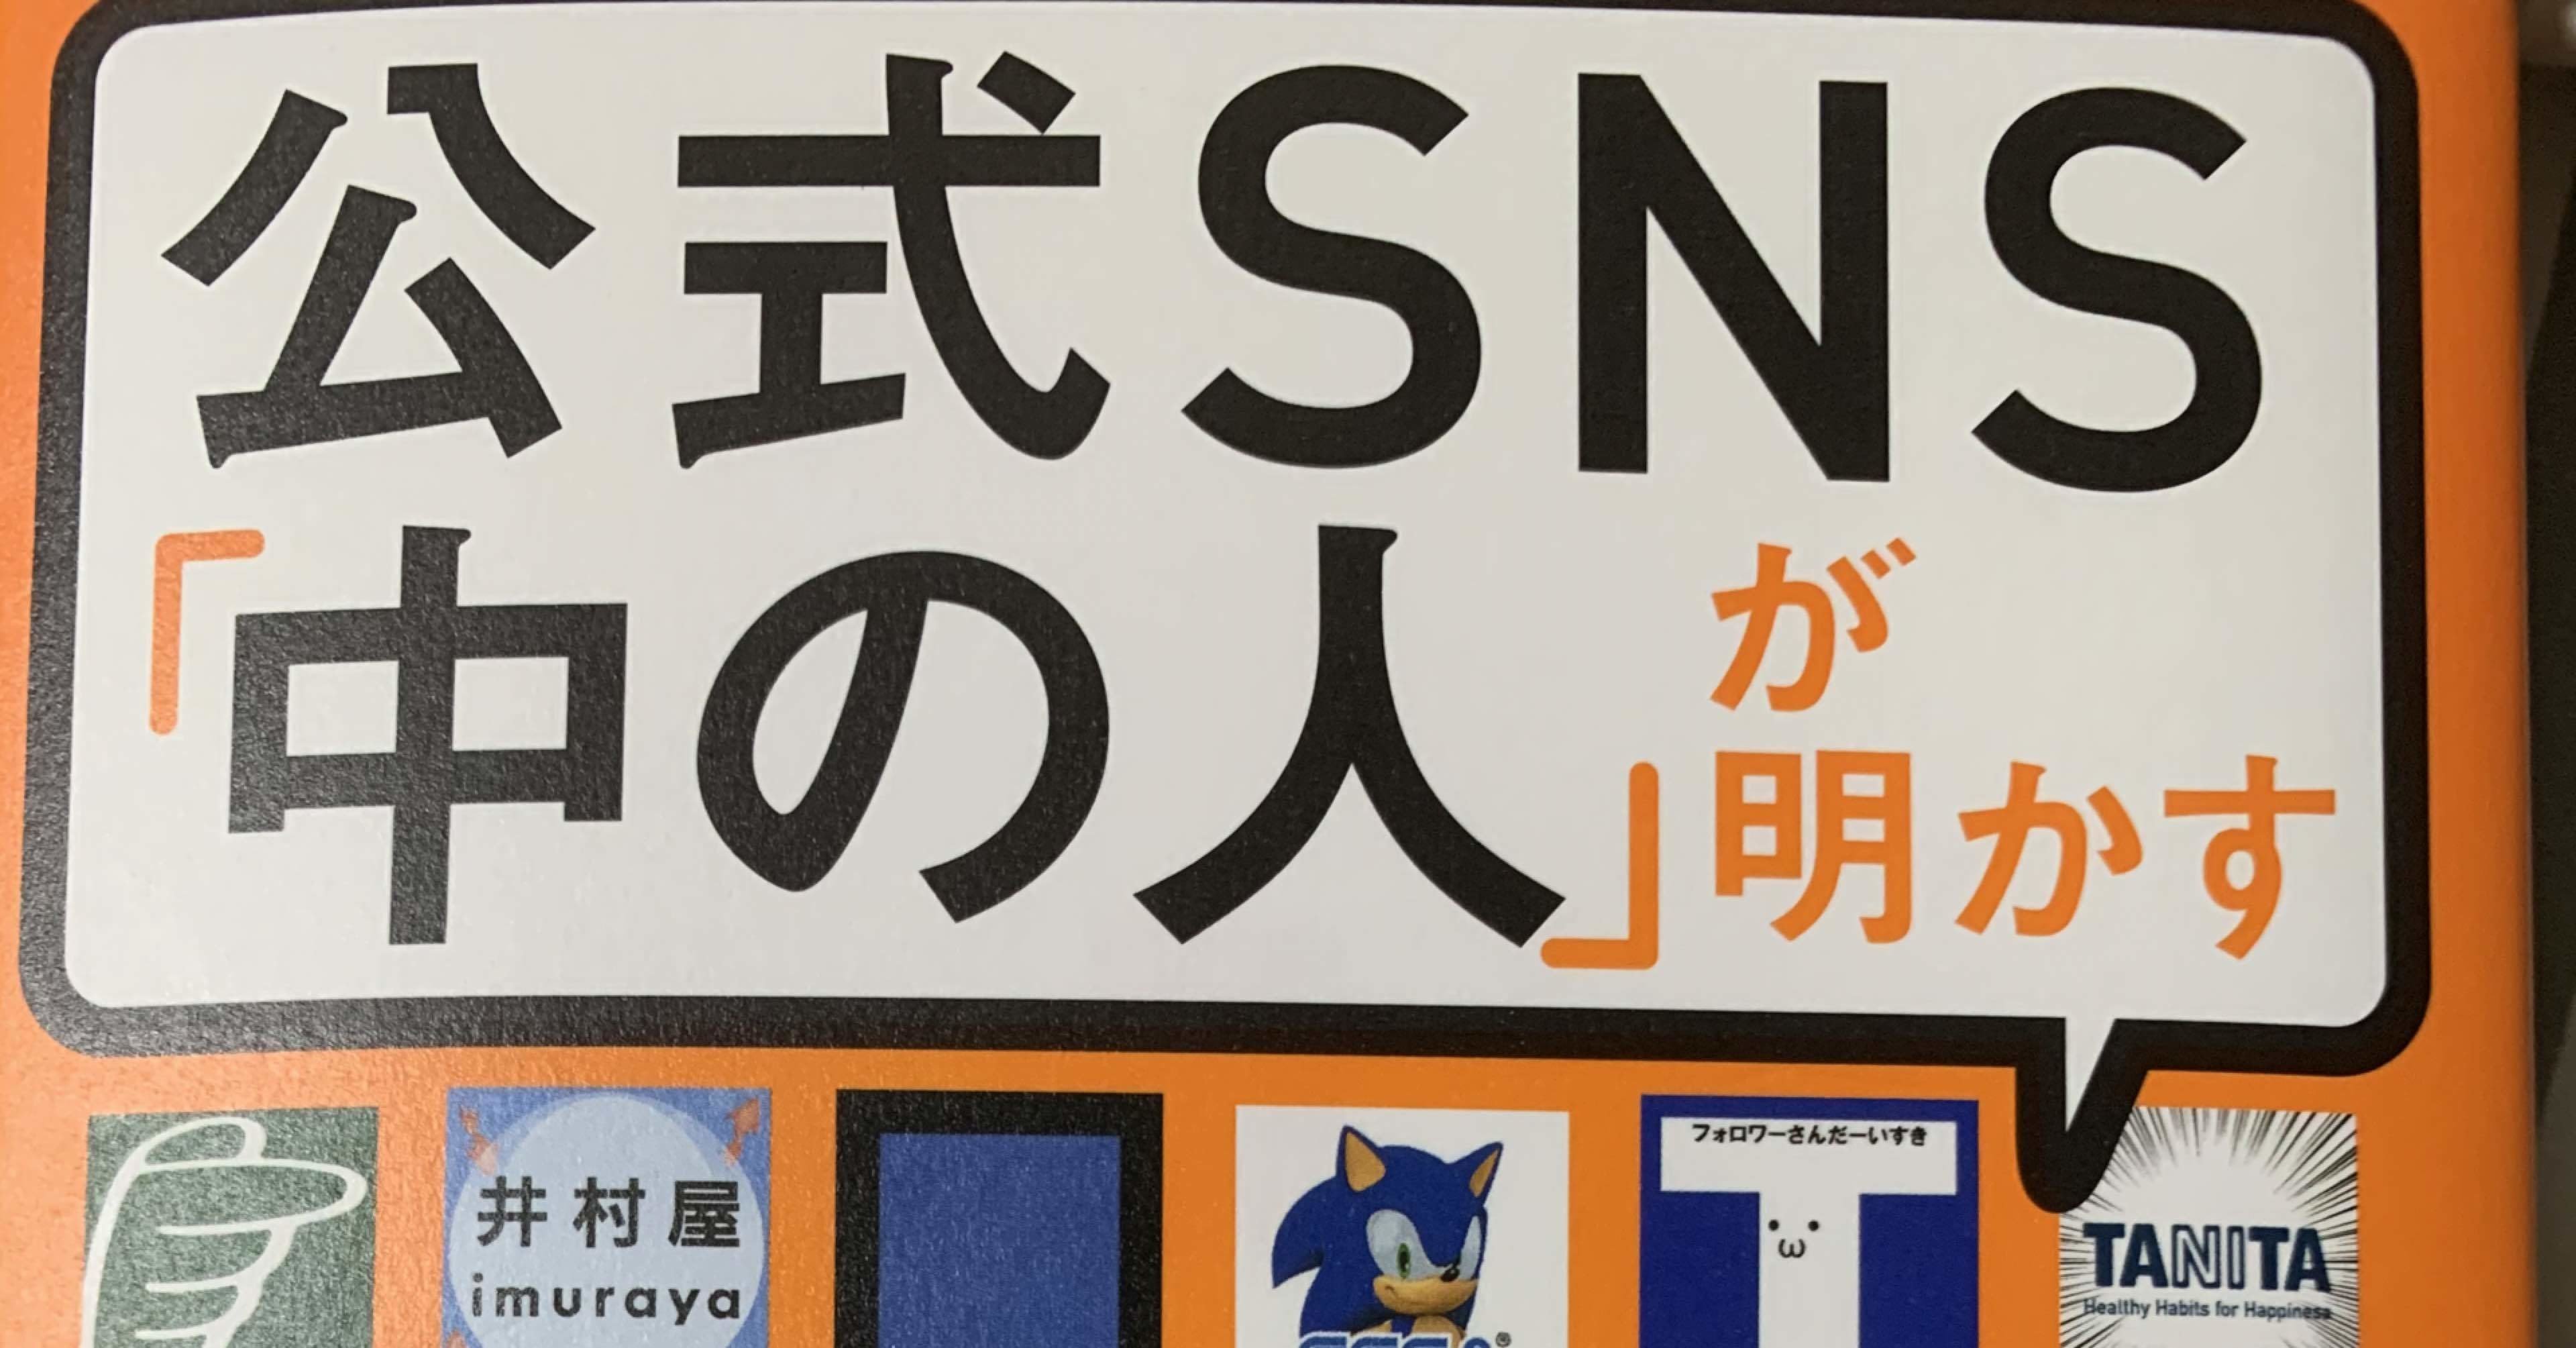 公式SNS
「中の人」が
明かす
井村屋
imuraya
SEGA®
フォロワーさんだーいすき
T
・ω・
TANITA
Healthy Habits for Happiness